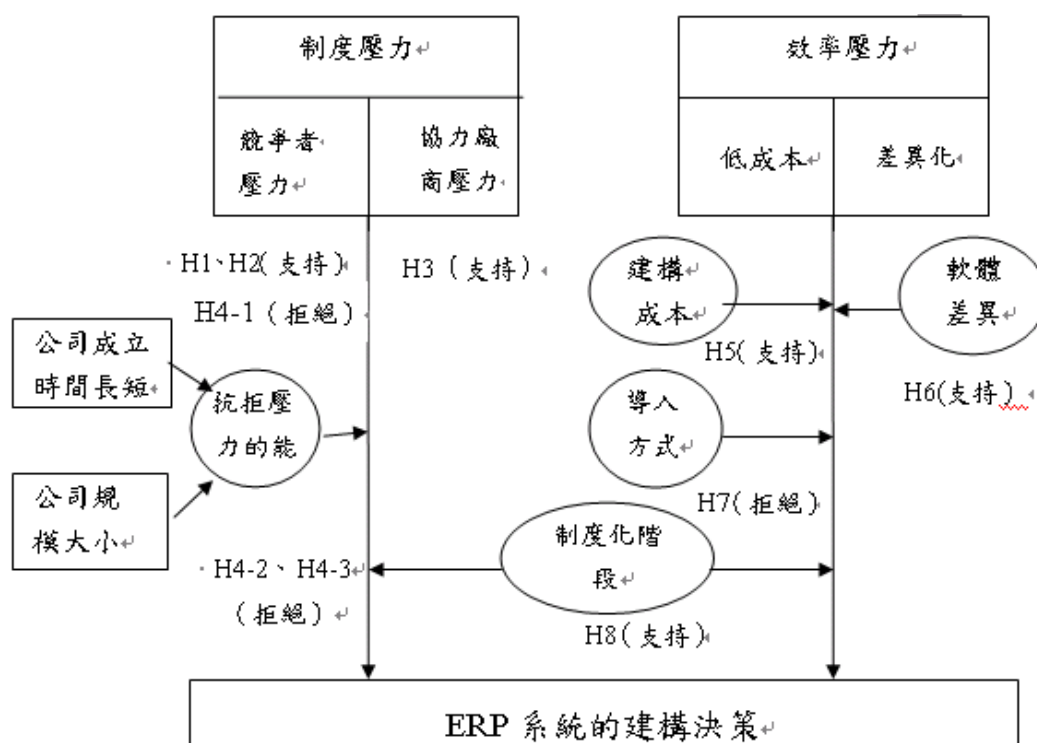 制度壓力
效率壓力
競爭者
壓力
協力廠
商壓力
低成本
差異化
H1、H2(支持)
H3（支持）
H4-1（拒絕）
建構
成本
軟體
差異
H5(支持)
H6(支持)
公司成立
時間長短
抗拒壓
力的能
導入
方式
公司規
模大小
H7(拒絕)
制度化階
段
H4-2、H4-3
（拒絕）
H8(支持)
ERP 系統的建構決策